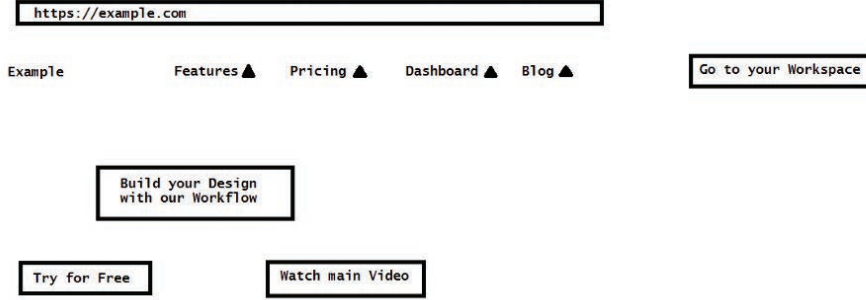 https://example.com
Example Features Pricing Dashboard Blog Go to your Workspace
Build your Design
with our Workflow
Try for Free Watch main Video